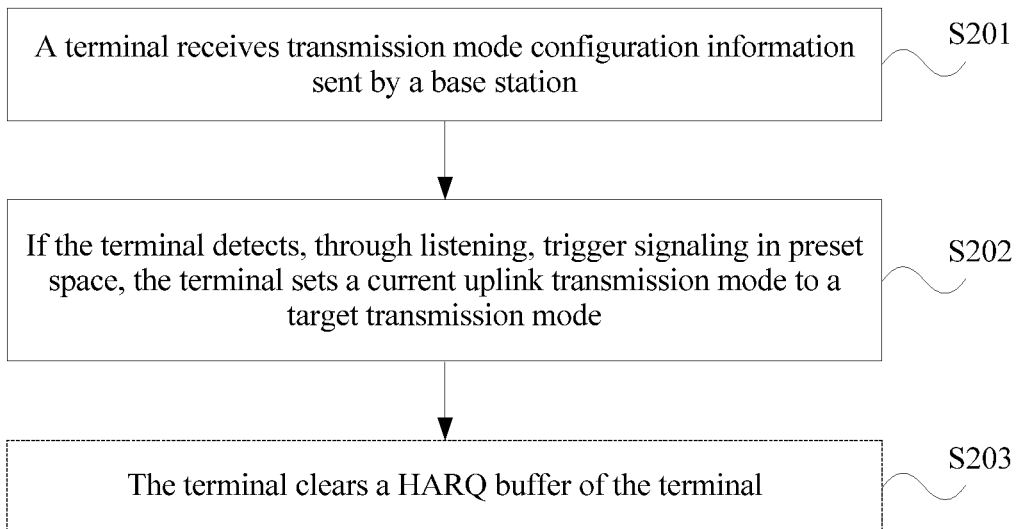 A terminal receives transmission mode configuration information
sent by a base station
S201
If the terminal detects, through listening, trigger signaling in preset
space, the terminal sets a current uplink transmission mode to a
target transmission mode
S202
The terminal clears a HARQ buffer of the terminal
S203